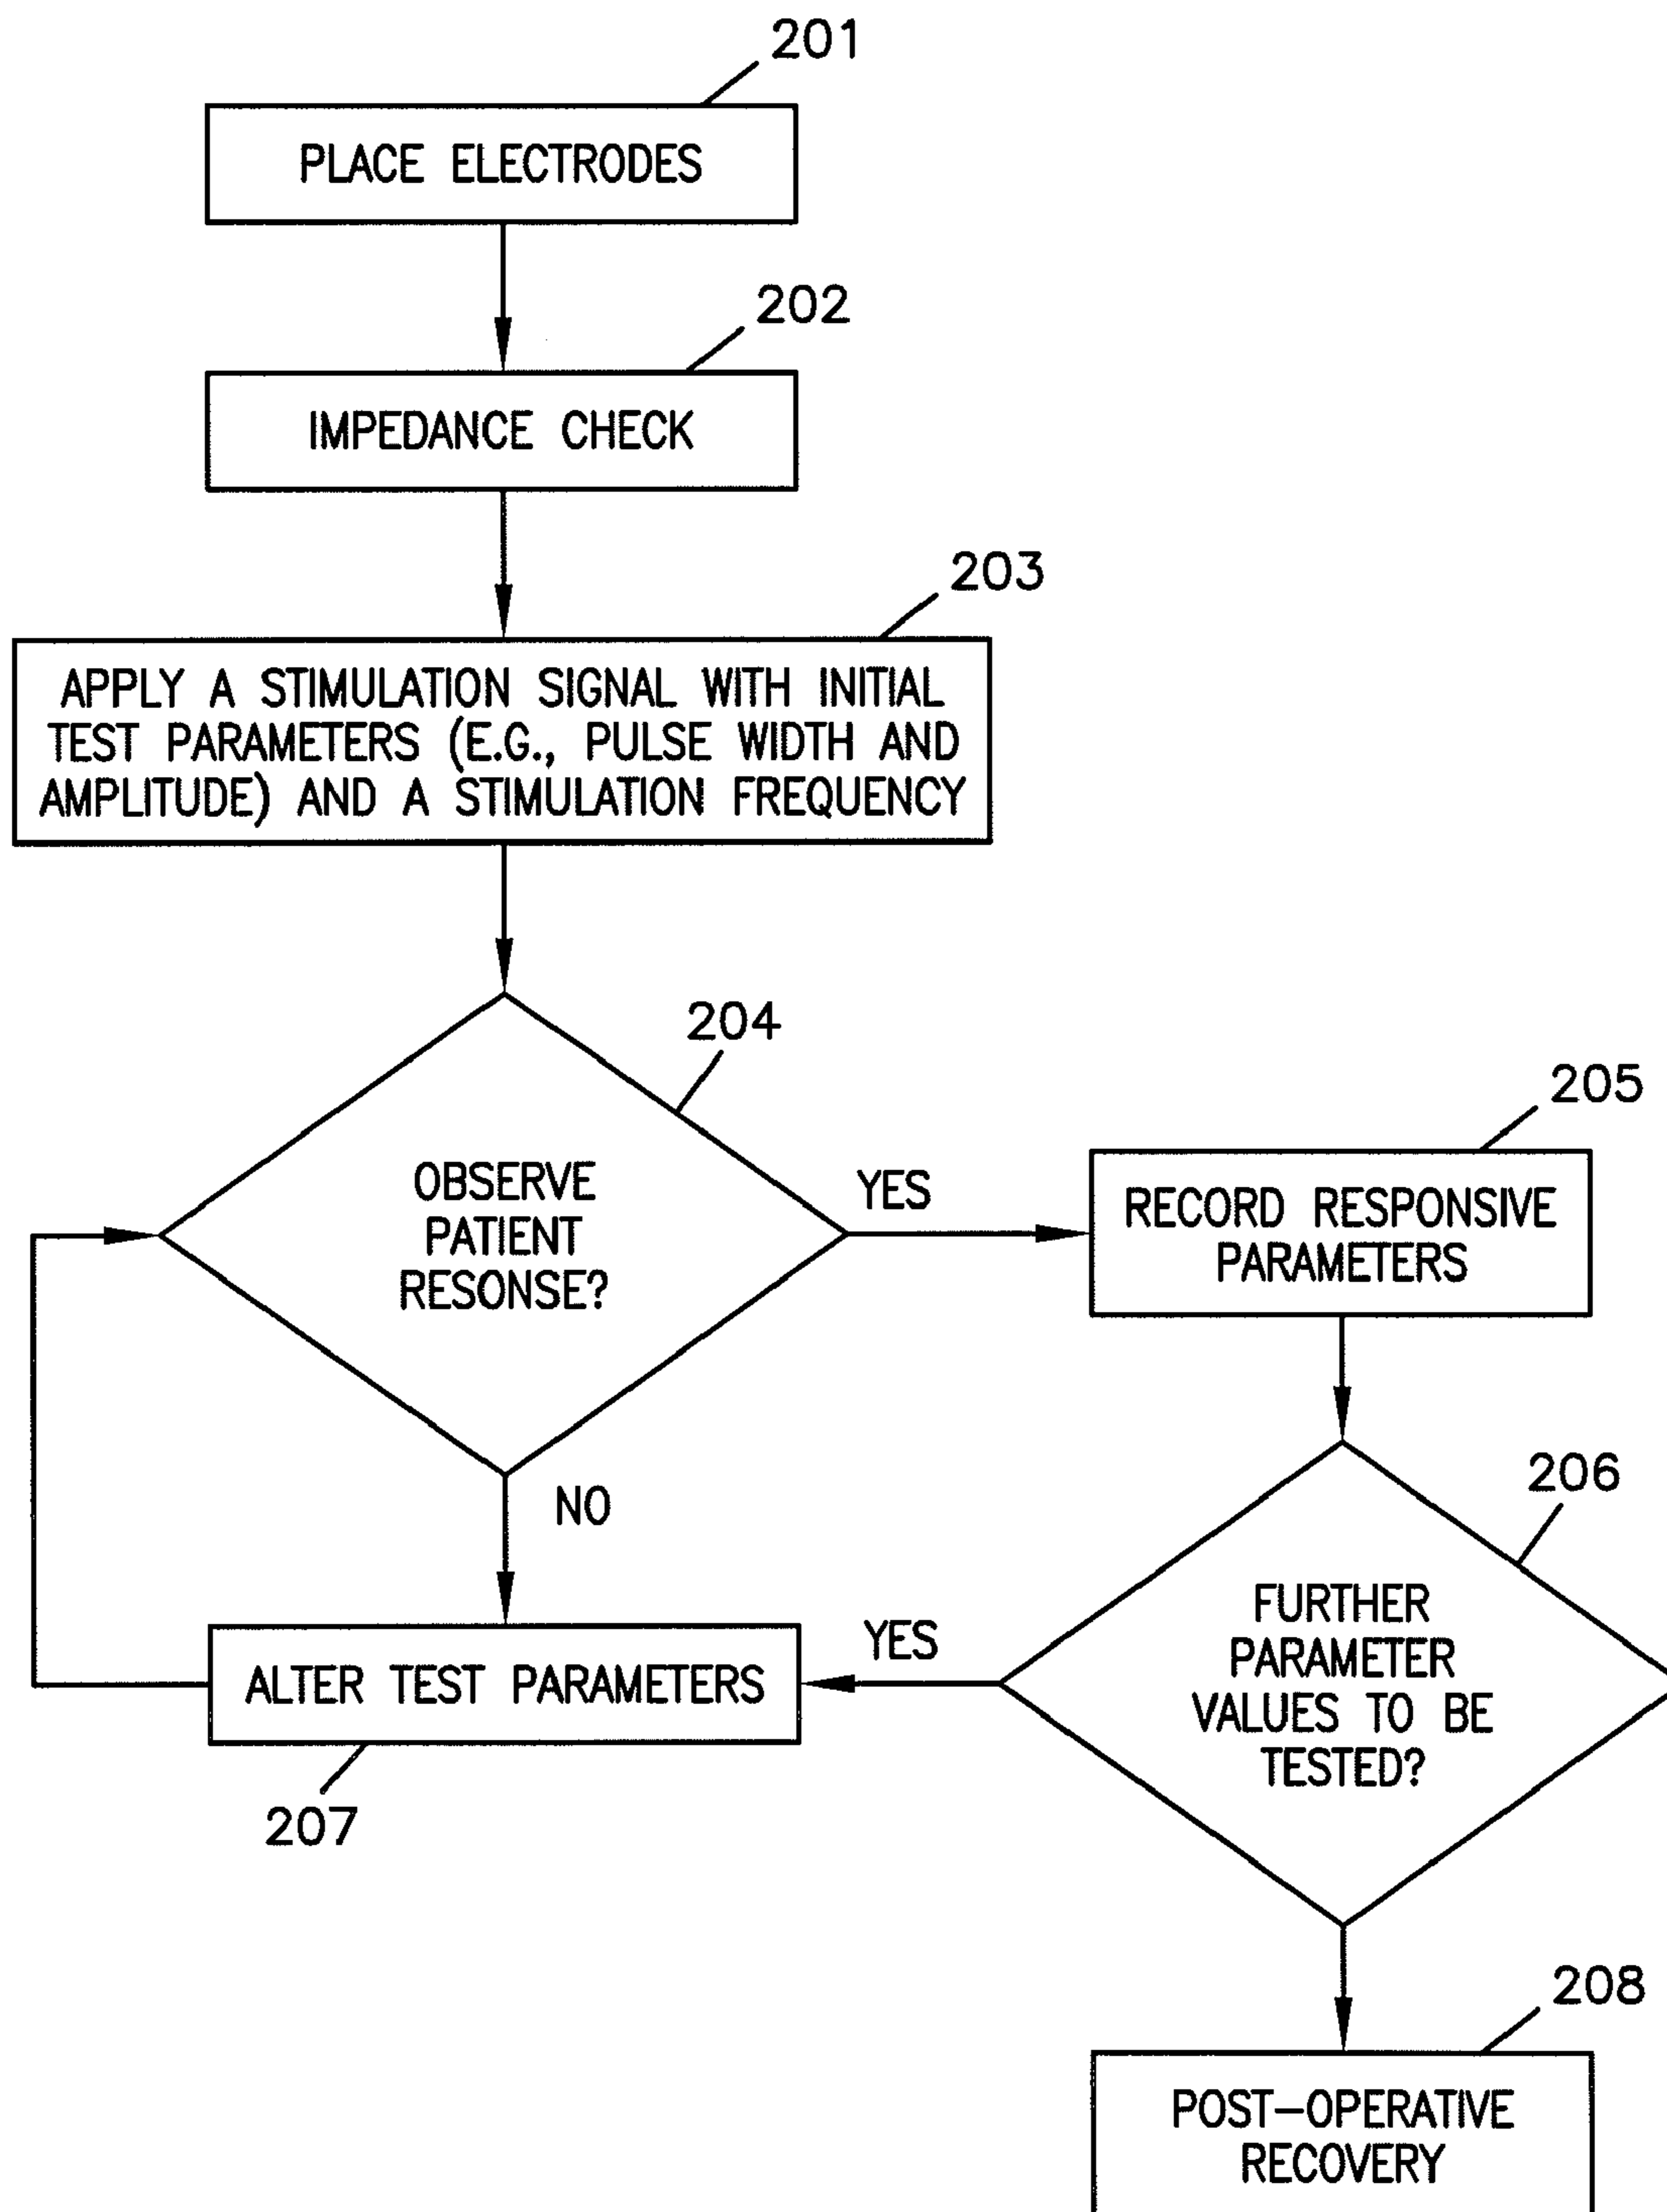 201
PLACE ELECTRODES
202
IMPEDANCE CHECK
203
APPLY A STIMULATION SIGNAL WITH INITIAL
TEST PARAMETERS (E.G., PULSE WIDTH AND
AMPLITUDE) AND A STIMULATION FREQUENCY
204
OBSERVE
PATIENT
RESONSE?
YES
205
RECORD RESPONSIVE
PARAMETERS
NO
206
FURTHER
PARAMETER
VALUES TO BE
TESTED?
YES
ALTER TEST PARAMETERS
207
208
POST-OPERATIVE
RECOVERY